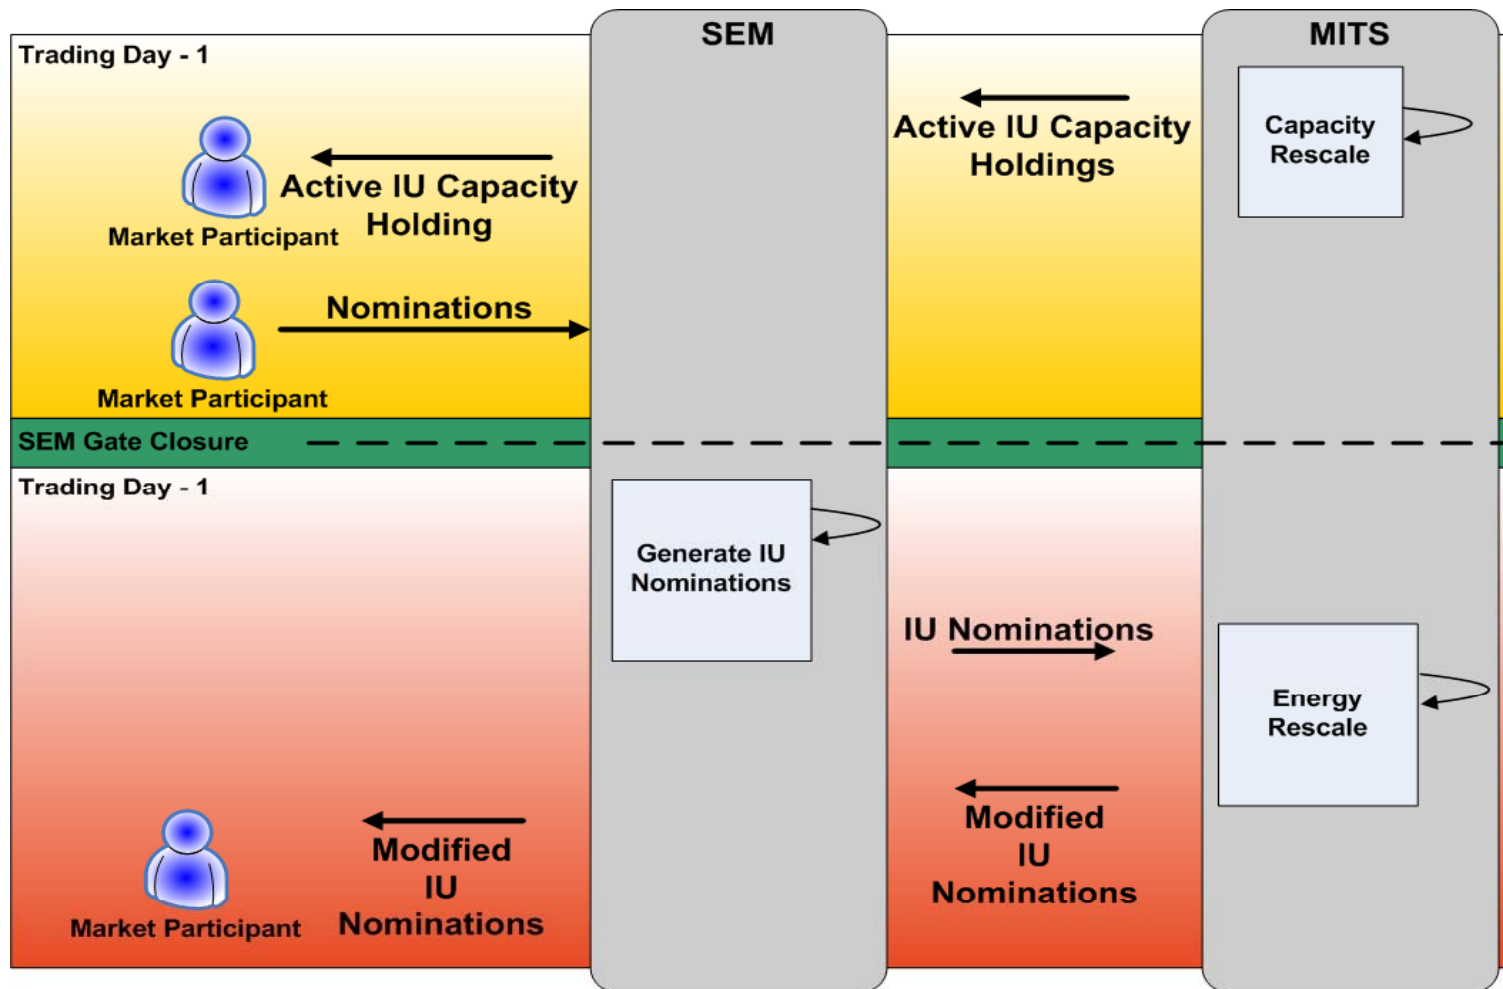 SEM
MITS
Trading Day - 1
Active IU Capacity
Holdings
Capacity
Rescale
Active IU Capacity
Holding
Market Participant
Nominations
Market Participant
SEM Gate Closure
Trading Day - 1
Generate IU
Nominations
IU Nominations
Energy
Rescale
Modified
IU
Nominations
Modified
IU
Nominations
Market Participant